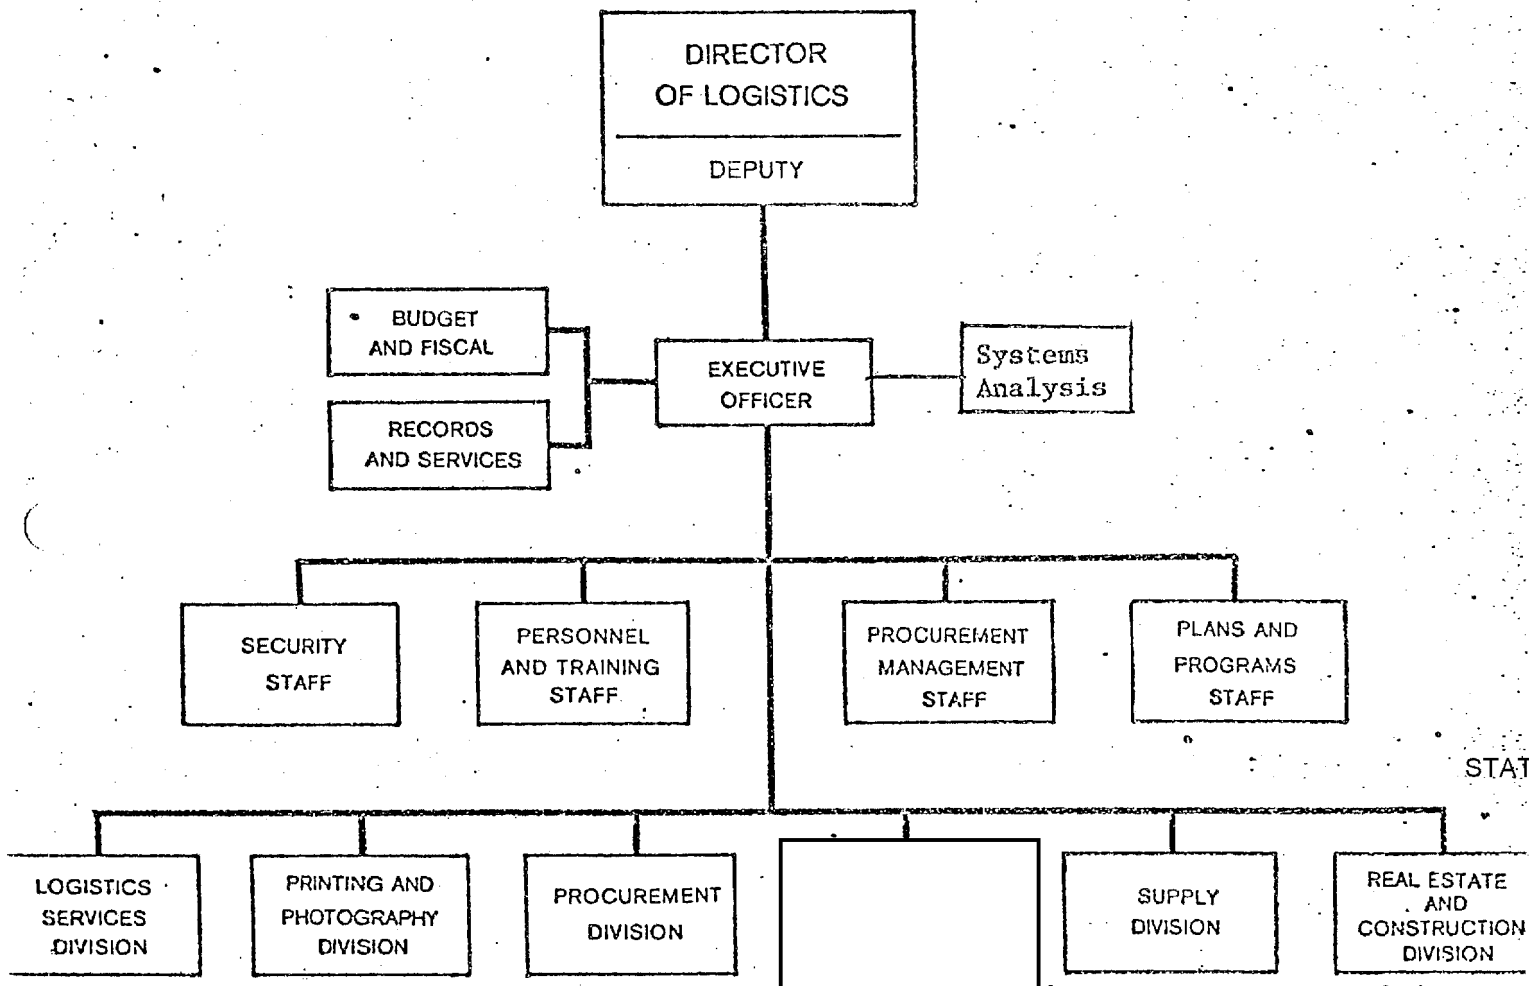 DIRECTOR
OF LOGISTICS
DEPUTY
BUDGET
AND FISCAL
RECORDS
AND SERVICES
EXECUTIVE
OFFICER
Systems
Analysis
SECURITY
STAFF
PERSONNEL
AND TRAINING
STAFF
PROCUREMENT
MANAGEMENT
STAFF
PLANS AND
PROGRAMS
STAFF
STAT
LOGISTICS
SERVICES
DIVISION
PRINTING AND
PHOTOGRAPHY
DIVISION
PROCUREMENT
DIVISION
SUPPLY
DIVISION
REAL ESTATE
AND
CONSTRUCTION
DIVISION